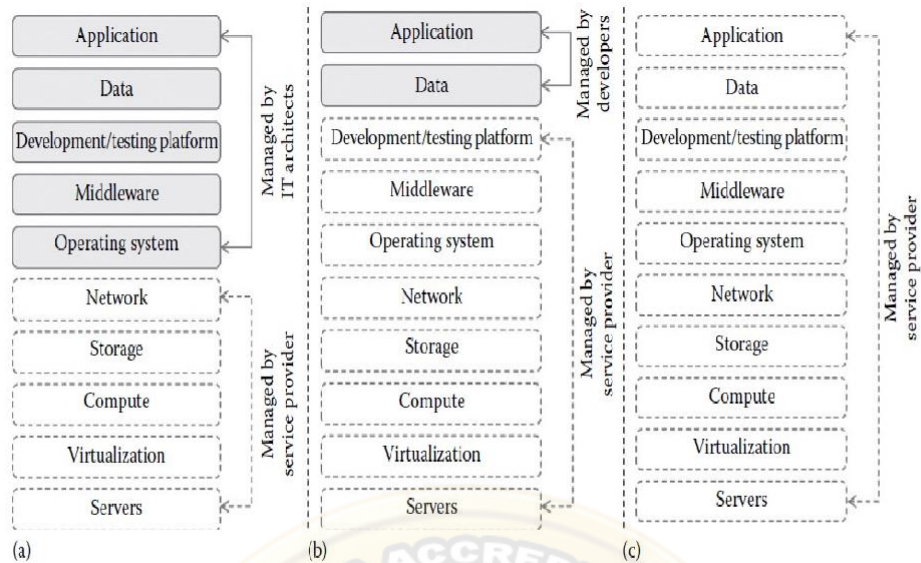 Application
Data
Development/testing platform
Middleware
Operating system
Network
Storage
Compute
Virtualization
Servers
Managed by
IT architects
Managed by
service provider
(a)
Application
Data
Development/testing platform
Middleware
Operating system
Network
Storage
Compute
Virtualization
Servers
Managed by
developers
Managed by
service provider
(b)
Application
Data
Development/testing platform
Middleware
Operating system
Network
Storage
Compute
Virtualization
Servers
Managed by
service provider
(c)